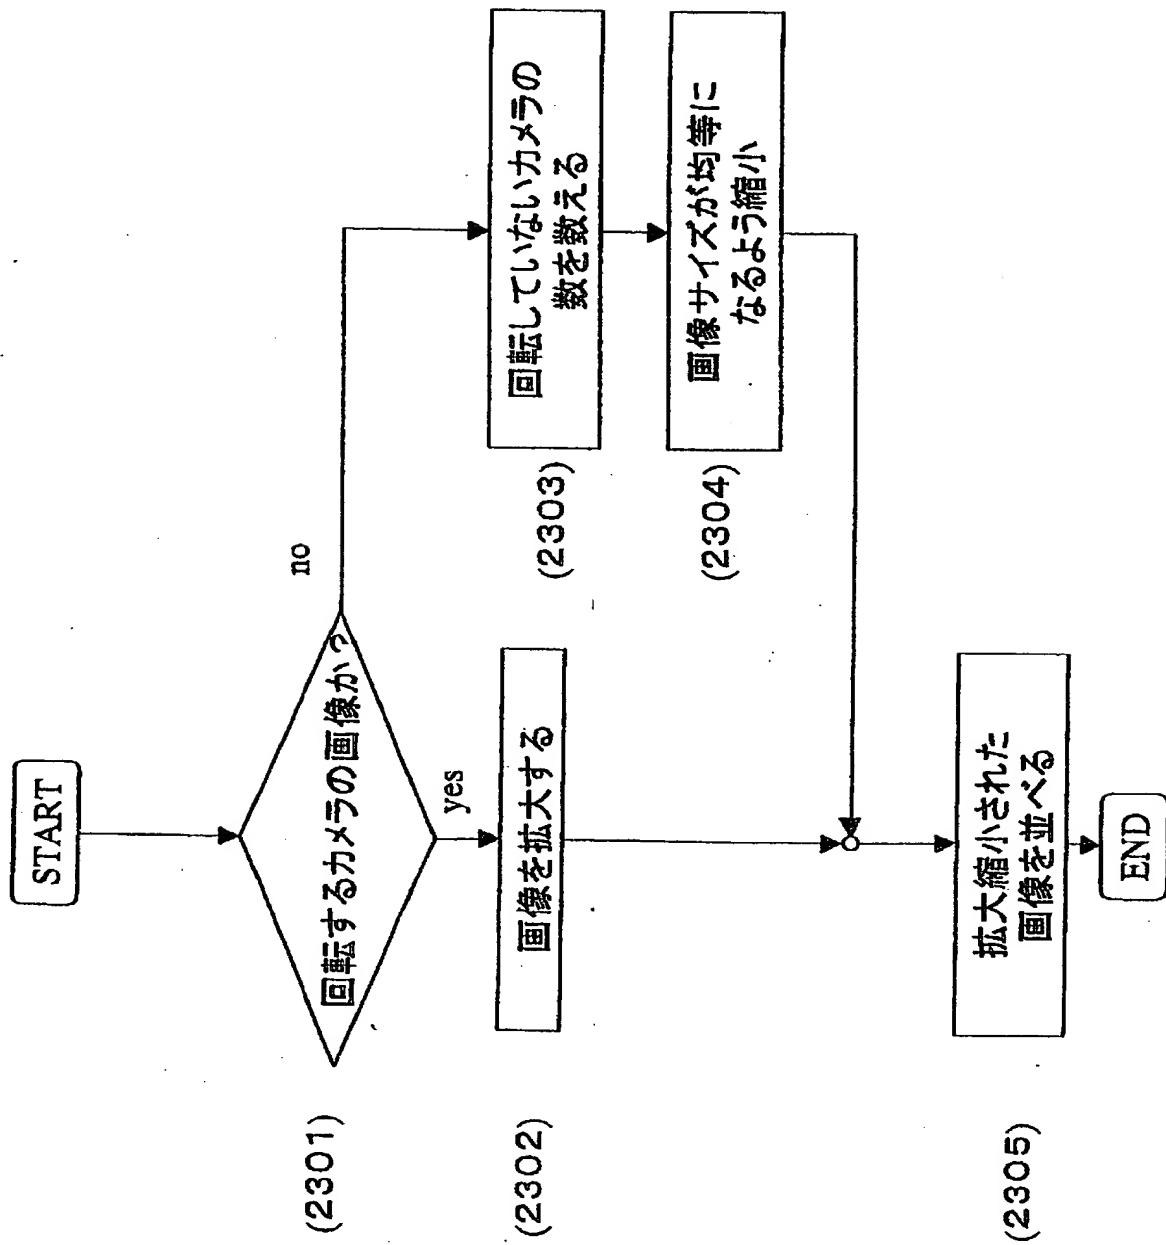 START
(2301)
回転するカメラの画像か?
no
yes
(2302)
画像を拡大する
(2303)
回転していないカメラの
数を数える
(2304)
画像サイズが均等に
なるよう縮小
(2305)
拡大縮小された
画像を並べる
END